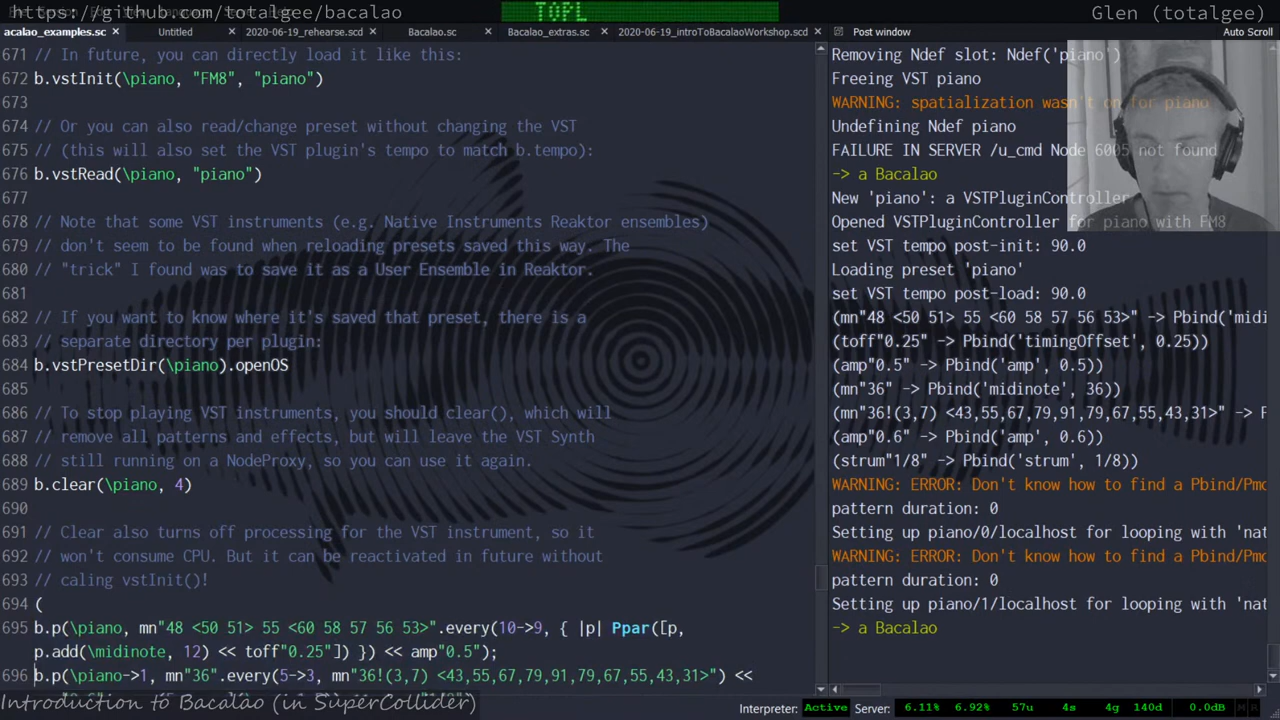 https://github.com/totalgee/bacalao
TOPL
Glen (totalgee)
acalao_examples.sc
Untitled
2020-06-19_rehearse.scd
Bacalao.sc
Bacalao_extras.sc
2020-06-19_introToBacalaoWorkshop.scd
Post window
Auto Scroll
671 // In future, you can directly load it like this:
672 b.vstInit(\piano, "FM8", "piano")
673
674 // Or you can also read/change preset without changing the VST
675 // (this will also set the VST plugin's tempo to match b.tempo):
676 b.vstRead(\piano, "piano")
677
678 // Note that some VST instruments (e.g. Native Instruments Reaktor ensembles)
679 // don't seem to be found when reloading presets saved this way. The
680 // "trick" I found was to save it as a User Ensemble in Reaktor.
681
682 // If you want to know where it's saved that preset, there is a
683 // separate directory per plugin:
684 b.vstPresetDir(\piano).openOS
685
686 // To stop playing VST instruments, you should clear(), which will
687 // remove all patterns and effects, but will leave the VST Synth
688 // still running on a NodeProxy, so you can use it again.
689 b.clear(\piano, 4)
690
691 // Clear also turns off processing for the VST instrument, so it
692 // won't consume CPU. But it can be reactivated in future without
693 // caling vstInit()!
694 (
695 b.p(\piano, mn"48 <50 51> 55 <60 58 57 56 53>".every(10->9, { |p| Ppar([p,
p.add(\midinote, 12) << toff"0.25"]) }) << amp"0.5");
696 b.p(\piano->1, mn"36".every(5->3, mn"36!(3,7) <43,55,67,79,91,79,67,55,43,31>") <<
Removing Ndef slot: Ndef('piano')
Freeing VST piano
WARNING: spatialization wasn't on for piano
Undefining Ndef piano
FAILURE IN SERVER /u_cmd Node 6005 not found
-> a Bacalao
New 'piano': a VSTPluginController
Opened VSTPluginController for piano with FM8
set VST tempo post-init: 90.0
Loading preset 'piano'
set VST tempo post-load: 90.0
(mn"48 <50 51> 55 <60 58 57 56 53>" -> Pbind('midi
(toff"0.25" -> Pbind('timingOffset', 0.25))
(amp"0.5" -> Pbind('amp', 0.5))
(mn"36" -> Pbind('midinote', 36))
(mn"36!(3,7) <43,55,67,79,91,79,67,55,43,31>" -> P
(amp"0.6" -> Pbind('amp', 0.6))
(strum"1/8" -> Pbind('strum', 1/8))
WARNING: ERROR: Don't know how to find a Pbind/Pmo
pattern duration: 0
Setting up piano/0/localhost for looping with 'nat
WARNING: ERROR: Don't know how to find a Pbind/Pmo
pattern duration: 0
Setting up piano/1/localhost for looping with 'nat
-> a Bacalao
Introduction to Bacalao (in SuperCollider)
Interpreter: Active Server: 6.11% 6.92% 57u 4s 4g 140d 0.0dB M R